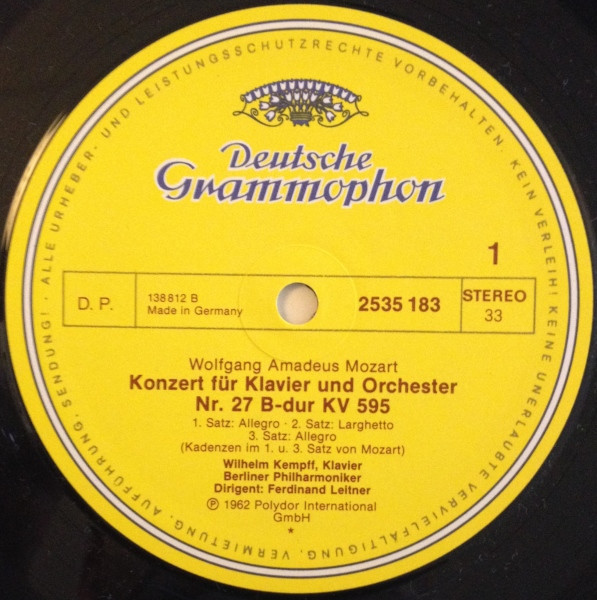 ALLE URHEBER- UND LEISTUNGSSCHUTZRECHTE VORBEHALTEN · KEIN VERLEIH! KEINE UNERLAUBTE VERVIELFÄLTIGUNG, VERMIETUNG, AUFFÜHRUNG, SENDUNG! ·
Deutsche
Grammophon
1
D. P.
138 812 B
Made in Germany
2535 183
STEREO
33
Wolfgang Amadeus Mozart
Konzert für Klavier und Orchester
Nr. 27 B-dur KV 595
1. Satz: Allegro · 2. Satz: Larghetto
3. Satz: Allegro
(Kadenzen im 1. u. 3. Satz von Mozart)
Wilhelm Kempff, Klavier
Berliner Philharmoniker
Dirigent: Ferdinand Leitner
Ⓟ 1962 Polydor International
GmbH
*